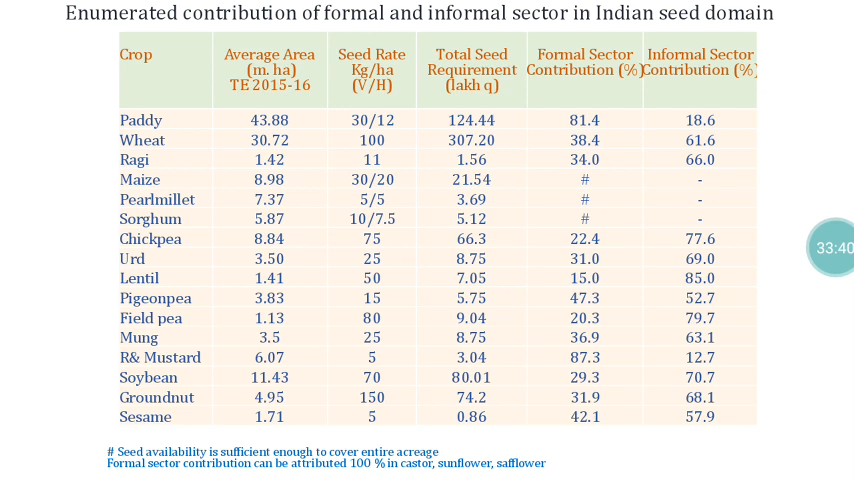 Enumerated contribution of formal and informal sector in Indian seed domain
Crop Average Area (m. ha) TE 2015-16 Seed Rate Kg/ha (V/H) Total Seed Requirement (lakh q) Formal Sector Contribution (%) Informal Sector Contribution (%)
Paddy 43.88 30/12 124.44 81.4 18.6
Wheat 30.72 100 307.20 38.4 61.6
Ragi 1.42 11 1.56 34.0 66.0
Maize 8.98 30/20 21.54 # -
Pearlmillet 7.37 5/5 3.69 # -
Sorghum 5.87 10/7.5 5.12 # -
Chickpea 8.84 75 66.3 22.4 77.6
Urd 3.50 25 8.75 31.0 69.0
Lentil 1.41 50 7.05 15.0 85.0
Pigeonpea 3.83 15 5.75 47.3 52.7
Field pea 1.13 80 9.04 20.3 79.7
Mung 3.5 25 8.75 36.9 63.1
R& Mustard 6.07 5 3.04 87.3 12.7
Soybean 11.43 70 80.01 29.3 70.7
Groundnut 4.95 150 74.2 31.9 68.1
Sesame 1.71 5 0.86 42.1 57.9
# Seed availability is sufficient enough to cover entire acreage
Formal sector contribution can be attributed 100 % in castor, sunflower, safflower
33:40